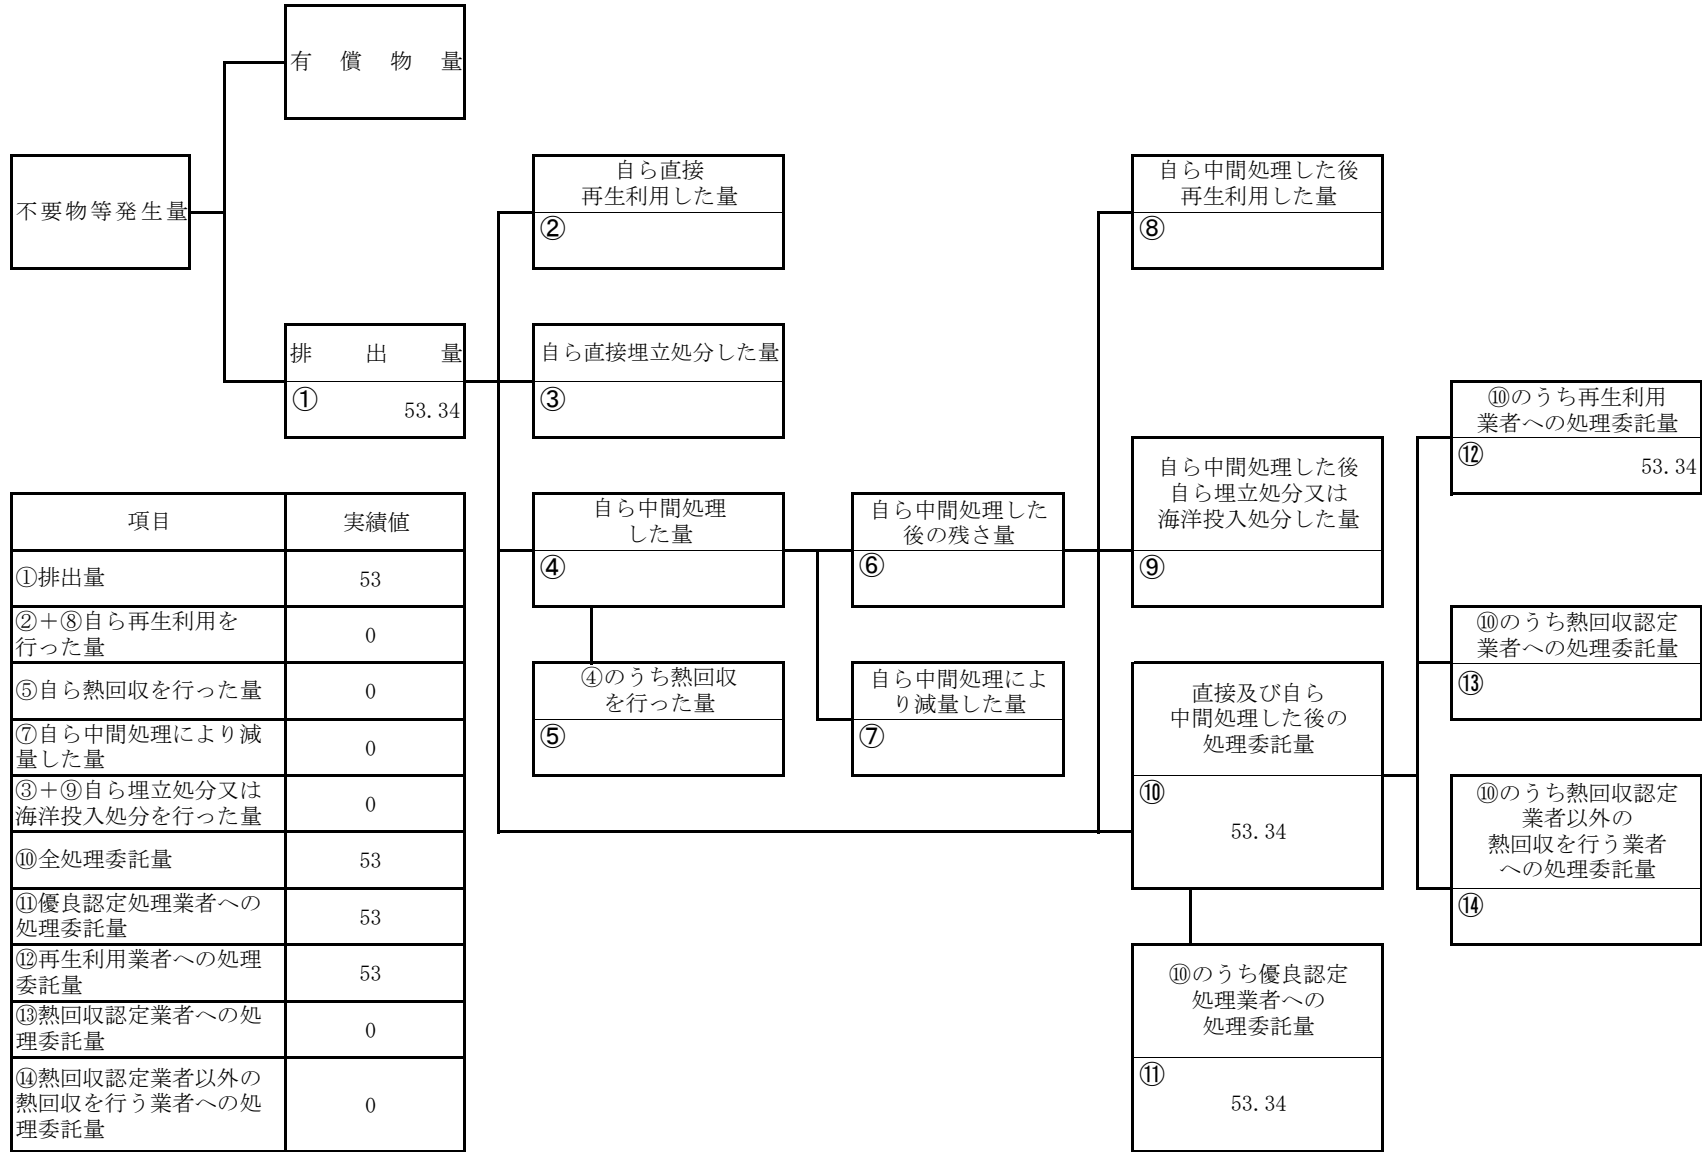 有償物量
不要物等発生量
自ら直接
再生利用した量
②
自ら中間処理した後
再生利用した量
⑧
排出量
①
53.34
自ら直接埋立処分した量
③
⑩のうち再生利用
業者への処理委託量
⑫
53.34
自ら中間処理
した量
④
自ら中間処理した
後の残さ量
⑥
自ら中間処理した後
自ら埋立処分又は
海洋投入処分した量
⑨
④のうち熱回収
を行った量
⑤
自ら中間処理によ
り減量した量
⑦
直接及び自ら
中間処理した後の
処理委託量
⑩
53.34
⑩のうち熱回収認定
業者への処理委託量
⑬
⑩のうち熱回収認定
業者以外の
熱回収を行う業者
への処理委託量
⑭
⑩のうち優良認定
処理業者への
処理委託量
⑪
53.34
項目 実績値
①排出量 53
②+⑧自ら再生利用を
行った量 0
⑤自ら熱回収を行った量 0
⑦自ら中間処理により減
量した量 0
③+⑨自ら埋立処分又は
海洋投入処分を行った量 0
⑩全処理委託量 53
⑪優良認定処理業者への
処理委託量 53
⑫再生利用業者への処理
委託量 53
⑬熱回収認定業者への処
理委託量 0
⑭熱回収認定業者以外の
熱回収を行う業者への処
理委託量 0